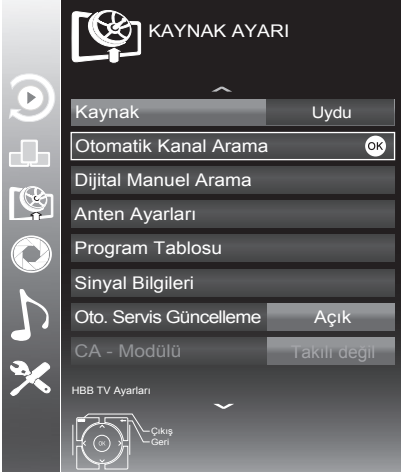 KAYNAK AYARI
Kaynak Uydu
Otomatik Kanal Arama OK
Dijital Manuel Arama
Anten Ayarları
Program Tablosu
Sinyal Bilgileri
Oto. Servis Güncelleme Açık
CA - Modülü Takılı değil
HBB TV Ayarları
Çıkış
Geri
OK